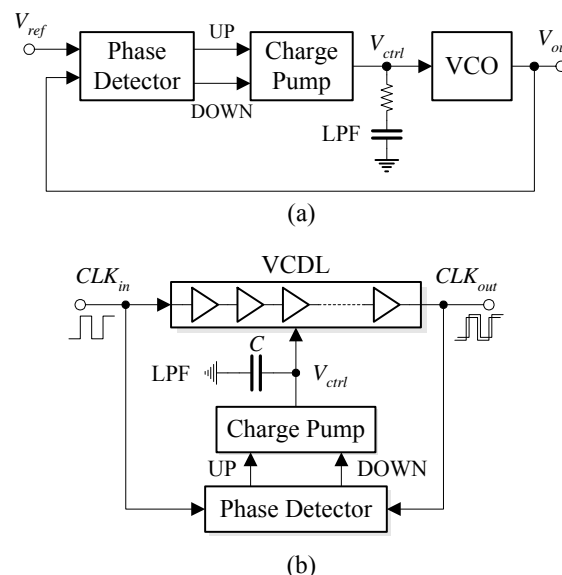 V_ref
Phase Detector
UP
DOWN
Charge Pump
V_ctrl
LPF
VCO
V_ou
(a)
VCDL
CLK_in
CLK_out
C
LPF
V_ctrl
Charge Pump
UP
DOWN
Phase Detector
(b)